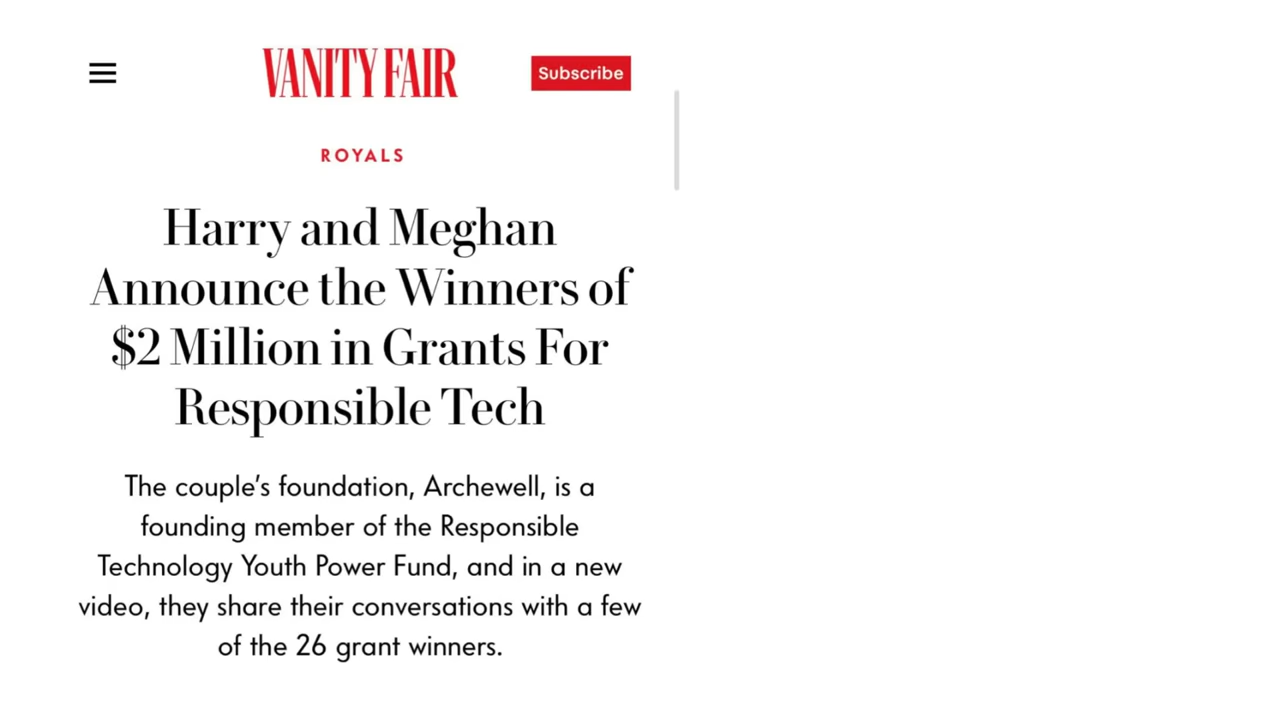 VANITY FAIR
Subscribe
ROYALS
Harry and Meghan
Announce the Winners of
$2 Million in Grants For
Responsible Tech
The couple's foundation, Archewell, is a
founding member of the Responsible
Technology Youth Power Fund, and in a new
video, they share their conversations with a few
of the 26 grant winners.